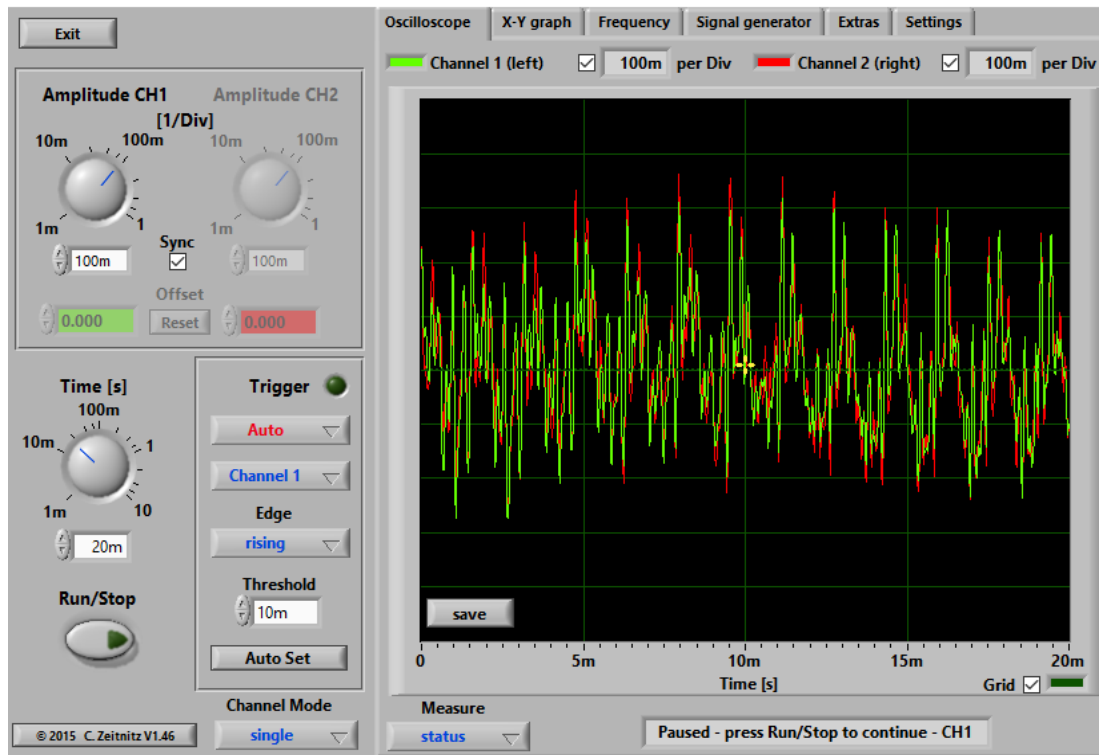 Exit
Oscilloscope X-Y graph Frequency Signal generator Extras Settings
Channel 1 (left) 100m per Div Channel 2 (right) 100m per Div
Amplitude CH1 Amplitude CH2
[1/Div]
10m 100m 10m 100m
1m 1 1m 1
Sync
100m 100m
Offset
0.000 Reset 0.000
Time [s]
100m
10m 1
1m 10
20m
Run/Stop
Trigger
Auto
Channel 1
Edge
rising
Threshold
10m
Auto Set
save
0 5m 10m 15m 20m
Time [s]
Grid
Channel Mode
single
Measure
status
Paused - press Run/Stop to continue - CH1
© 2015 C. Zeitnitz V1.46